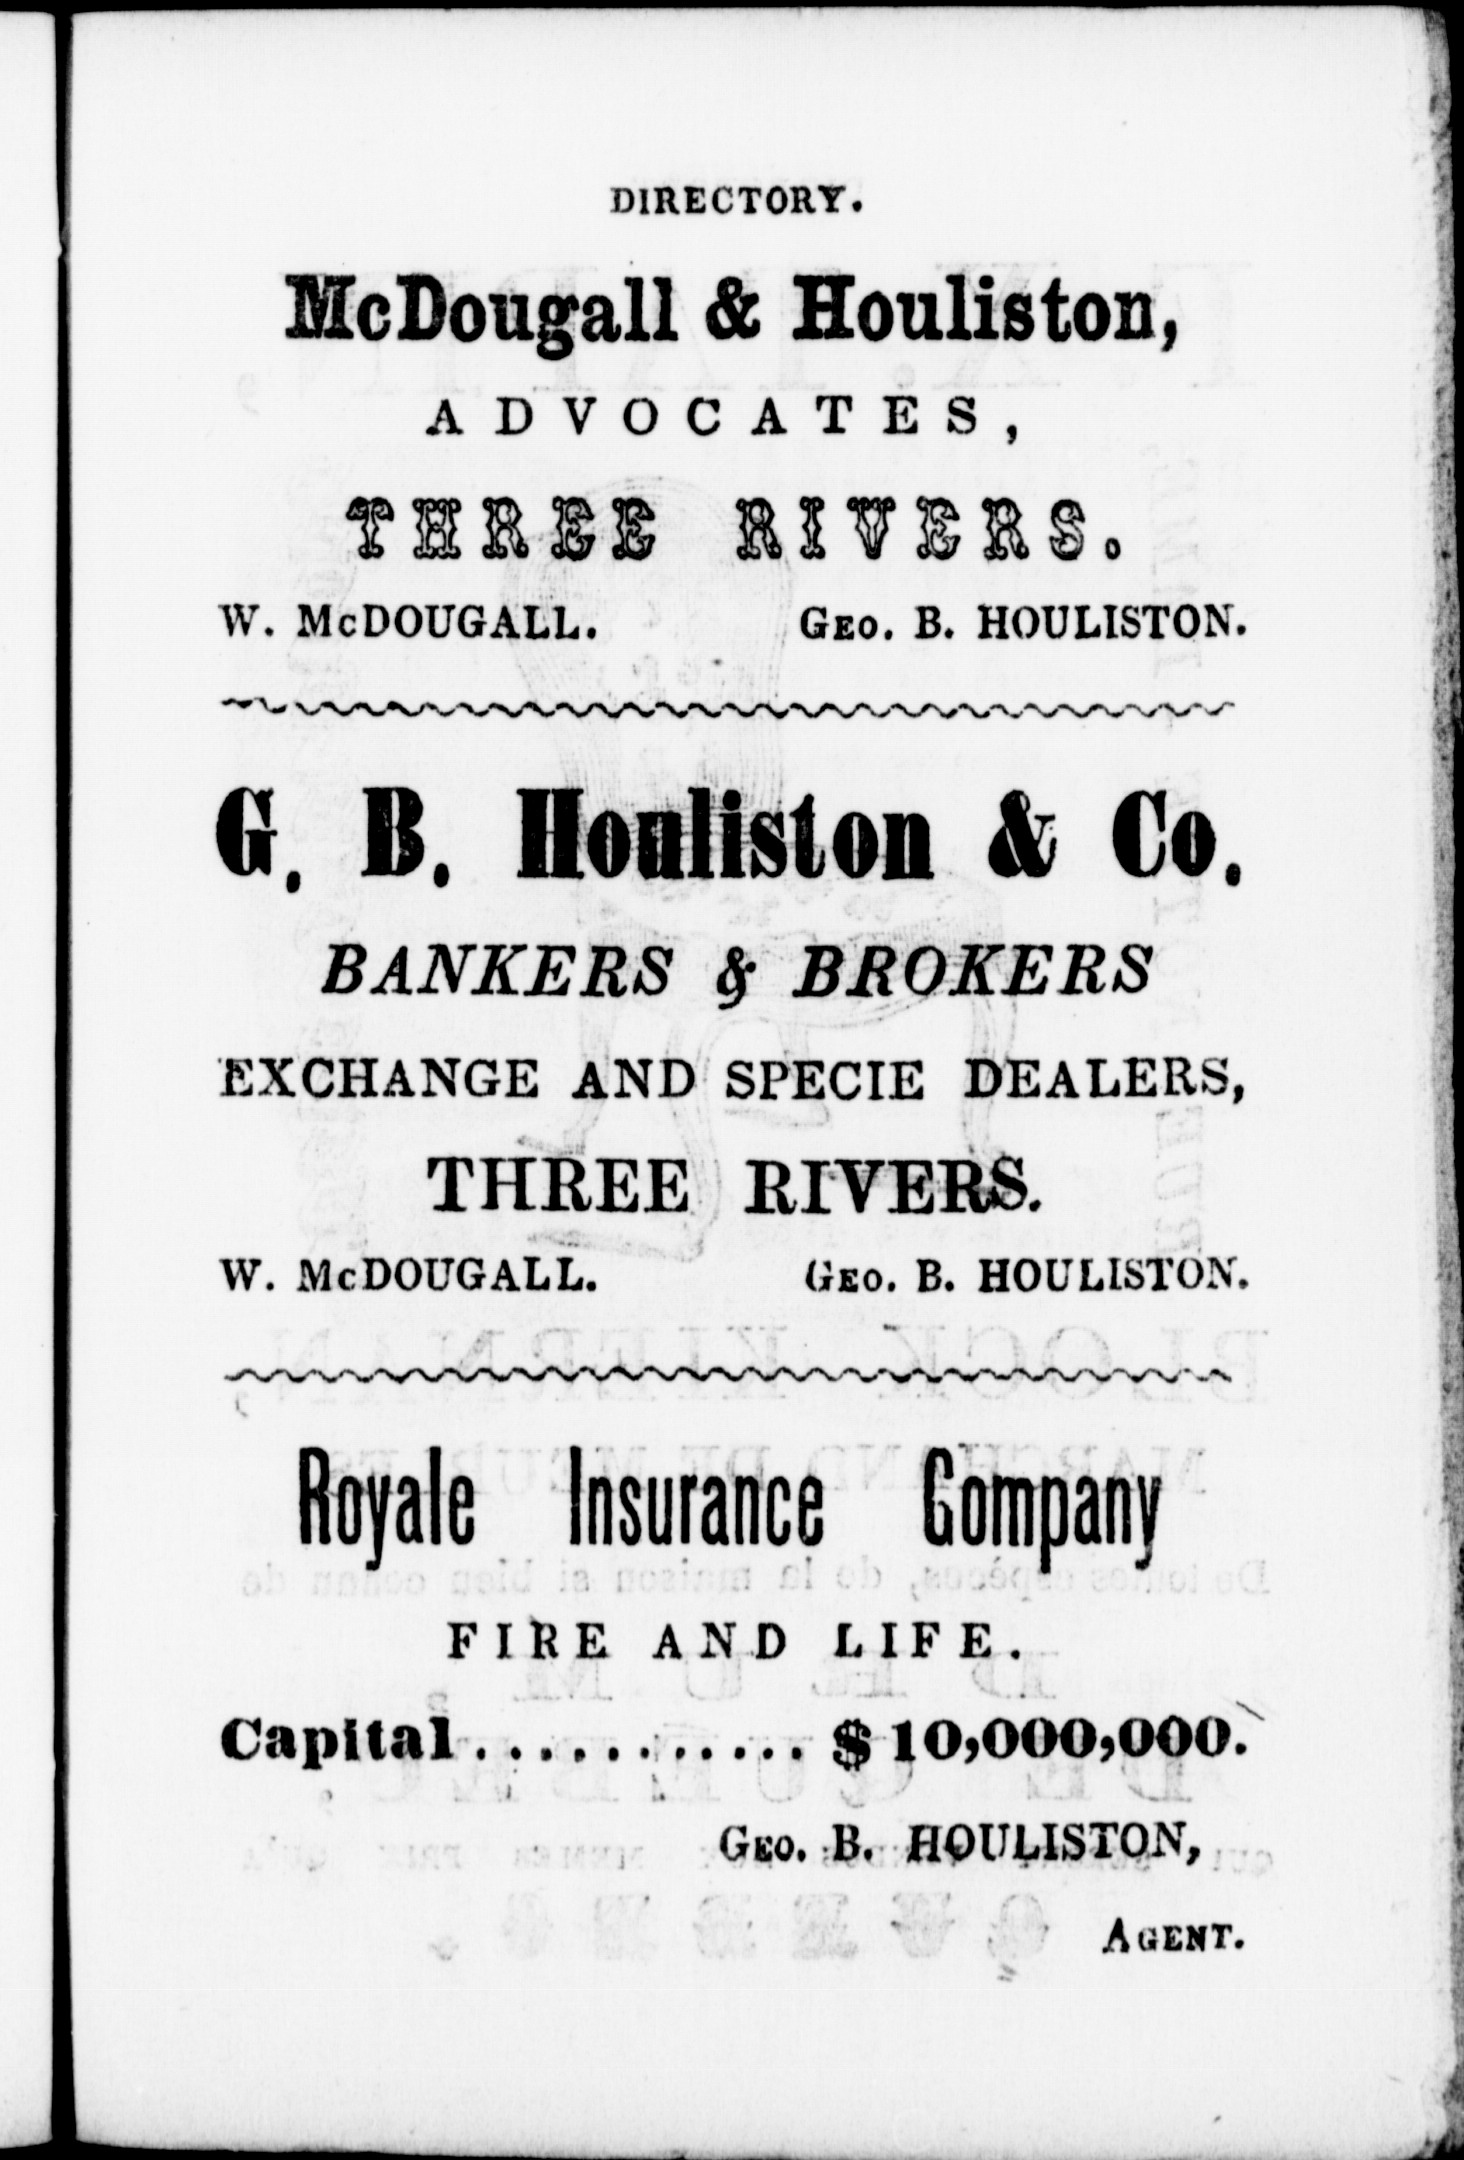 DIRECTORY.
McDougall & Houliston,
ADVOCATES,
THREE RIVERS.
W. McDOUGALL. GEO. B. HOULISTON.
G. B. Houliston & Co.
BANKERS & BROKERS
EXCHANGE AND SPECIE DEALERS,
THREE RIVERS.
W. McDOUGALL. GEO. B. HOULISTON.
Royale Insurance Company
FIRE AND LIFE.
Capital ........... $10,000,000.
GEO. B. HOULISTON,
AGENT.